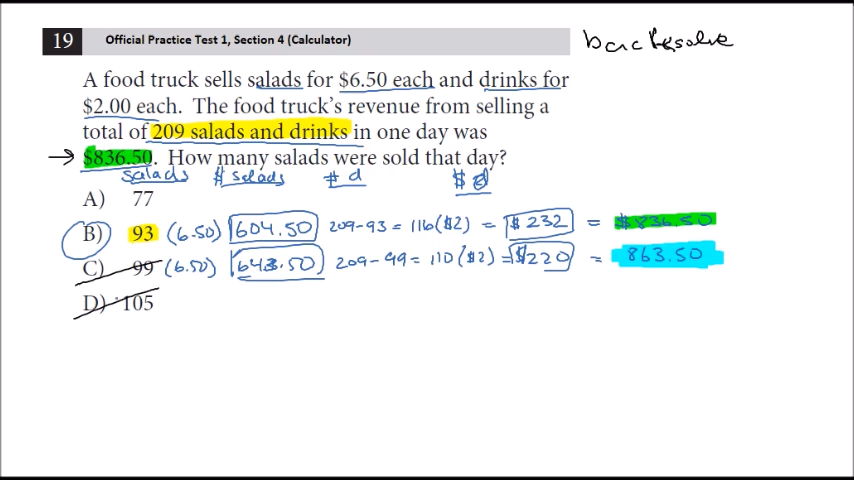 19 Official Practice Test 1, Section 4 (Calculator) backsolve
A food truck sells salads for $6.50 each and drinks for
$2.00 each. The food truck's revenue from selling a
total of 209 salads and drinks in one day was
→ $836.50. How many salads were sold that day?
salads $ salads # d $ d
A) 77
B) 93 (6.50) 604.50 209-93 = 116($2) = $232 = $836.50
C) 99 (6.50) 643.50 209-99 = 110($2) = $220 = 863.50
D) 105